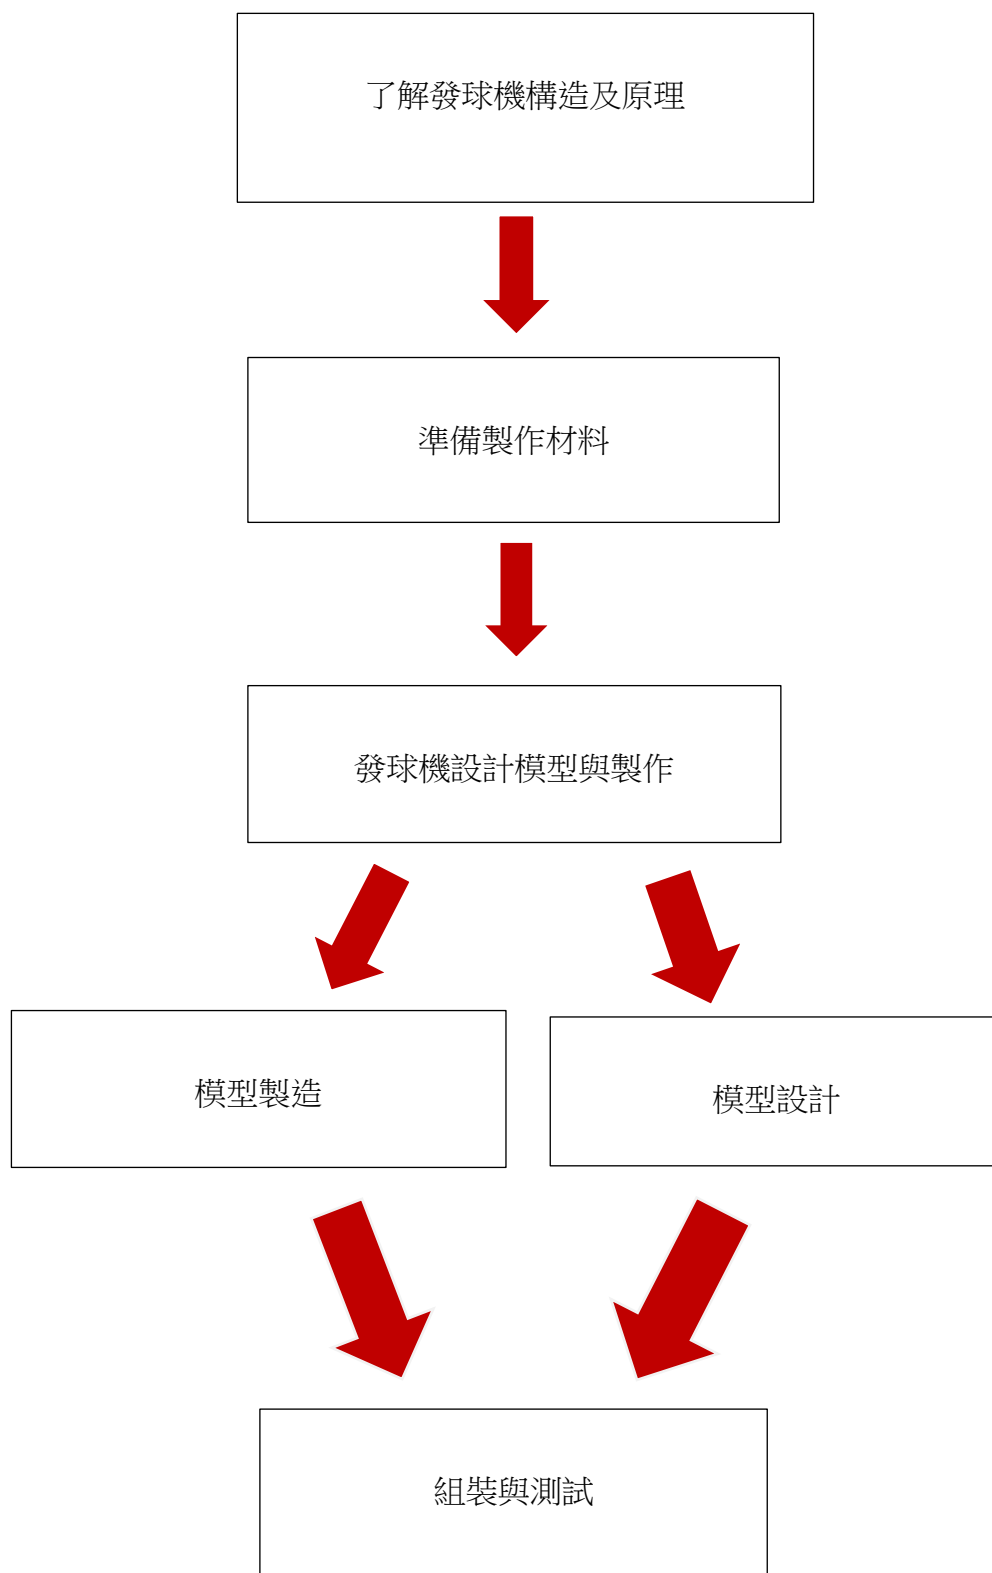 了解發球機構造及原理
準備製作材料
發球機設計模型與製作
模型製造
模型設計
組裝與測試